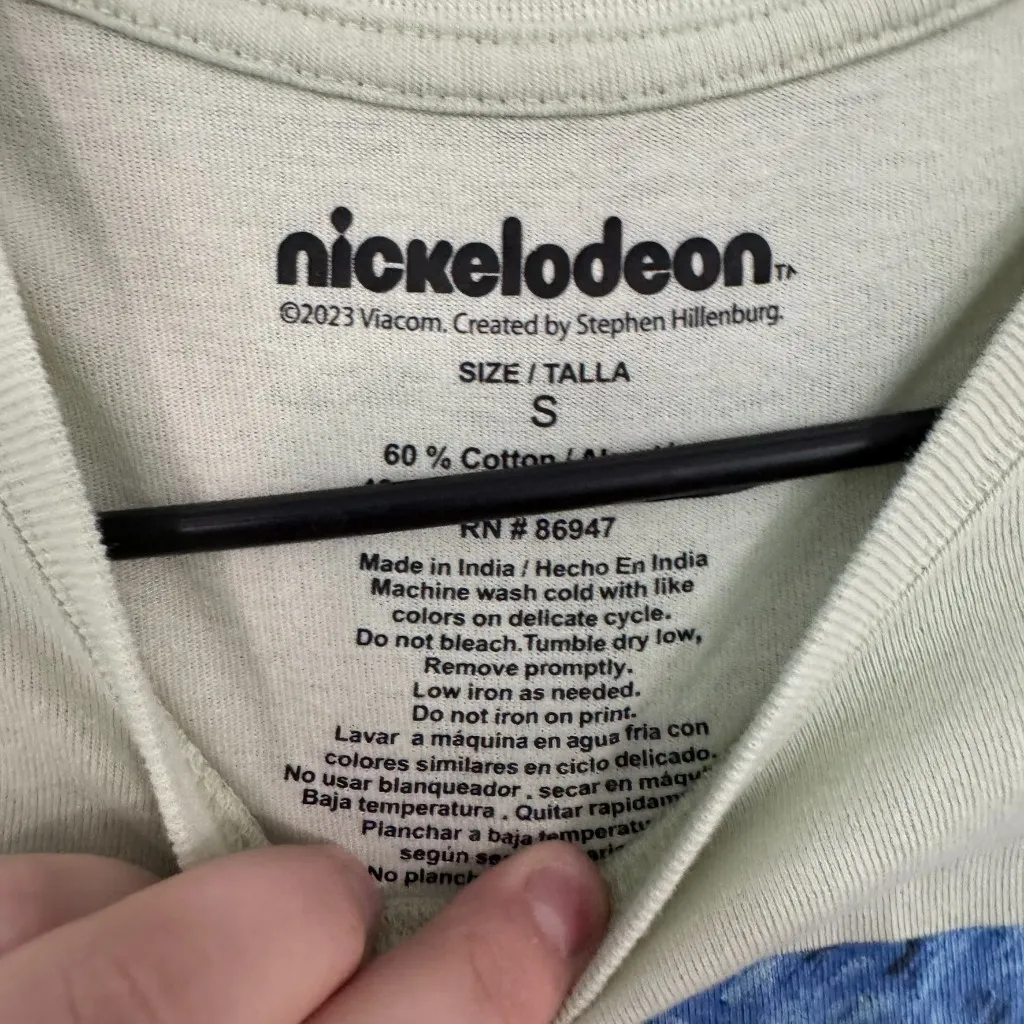 nickelodeon™
©2023 Viacom. Created by Stephen Hillenburg.
SIZE / TALLA
S
60 % Cotton /
RN # 86947
Made in India / Hecho En India
Machine wash cold with like
colors on delicate cycle.
Do not bleach.Tumble dry low,
Remove promptly.
Low iron as needed.
Do not iron on print.
Lavar a máquina en agua fria con
colores similares en ciclo delicado.
No usar blanqueador . secar en
Baja temperatura . Quitar
Planchar a baja
según
No